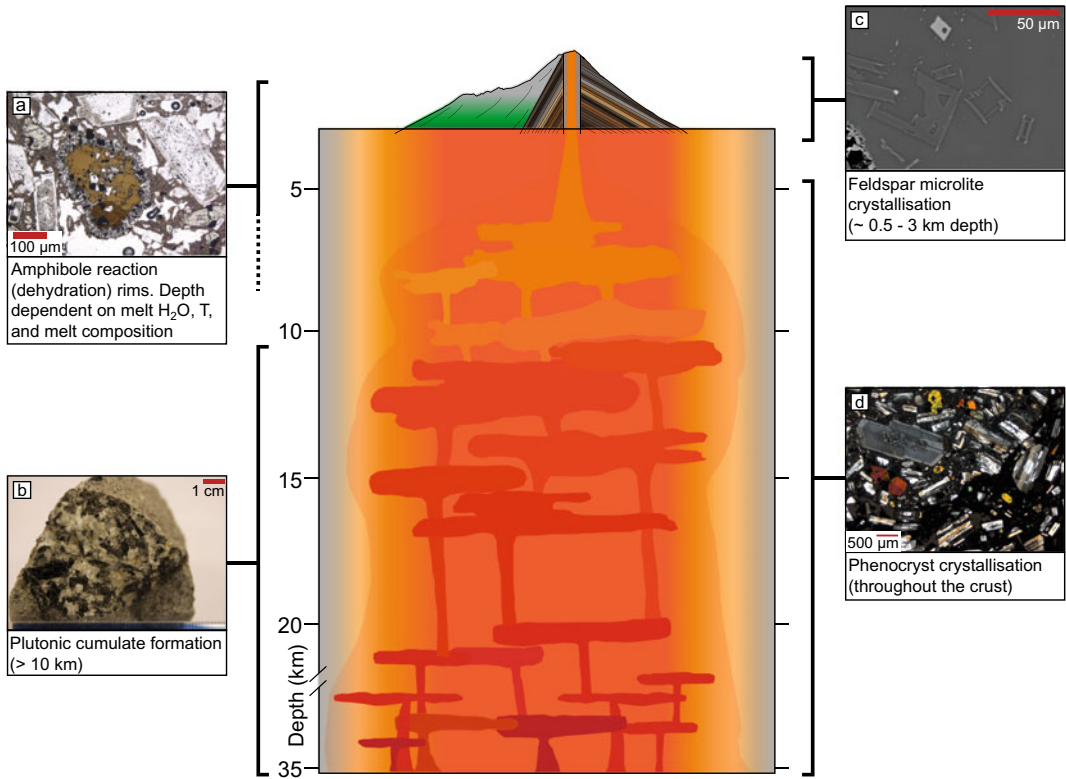 a
100 μm
Amphibole reaction
(dehydration) rims. Depth
dependent on melt H₂O, T,
and melt composition
b
1 cm
Plutonic cumulate formation
(> 10 km)
5
10
15
20
35
Depth (km)
c
50 μm
Feldspar microlite
crystallisation
(~ 0.5 - 3 km depth)
d
500 μm
Phenocryst crystallisation
(throughout the crust)